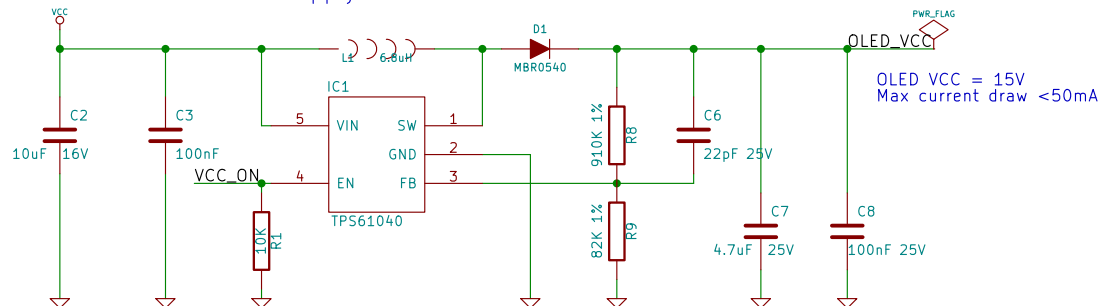 VCC
PWR_FLAG
D1
OLED_VCC
L1 6.8uH
MBR0540
OLED VCC = 15V
Max current draw <50mA
IC1
C2
10uF 16V
C3
100nF
5 VIN
SW 1
GND 2
VCC_ON
4 EN
FB 3
TPS61040
910K 1%
R8
C6
22pF 25V
10K
R1
82K 1%
R9
C7
4.7uF 25V
C8
100nF 25V